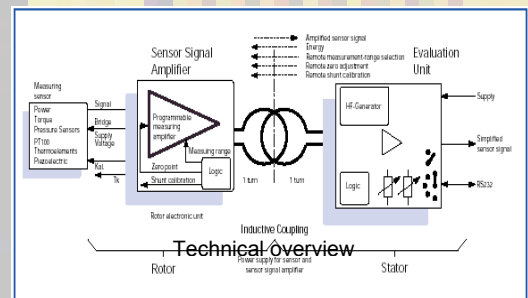 Amplified sensor signal
Energy
Remote measurement-range selection
Remote zero adjustment
Remote shunt calibration
Sensor Signal
Amplifier
Evaluation
Unit
Measuring
sensor
Power
Torque
Pressure Sensors
PT100
Thermoelements
Piezoelectric
Signal
Bridge
Supply
Voltage
Kal.
Tk
Programmable
measuring
amplifier
Measuring range
Zero point
Shunt calibration
Logic
Rotor electronic unit
1 turn
1 turn
HF-Generator
Logic
Supply
Simplified
sensor signal
RS232
Inductive Coupling
Technical overview
Power supply for sensor and
sensor signal amplifier
Rotor
Stator